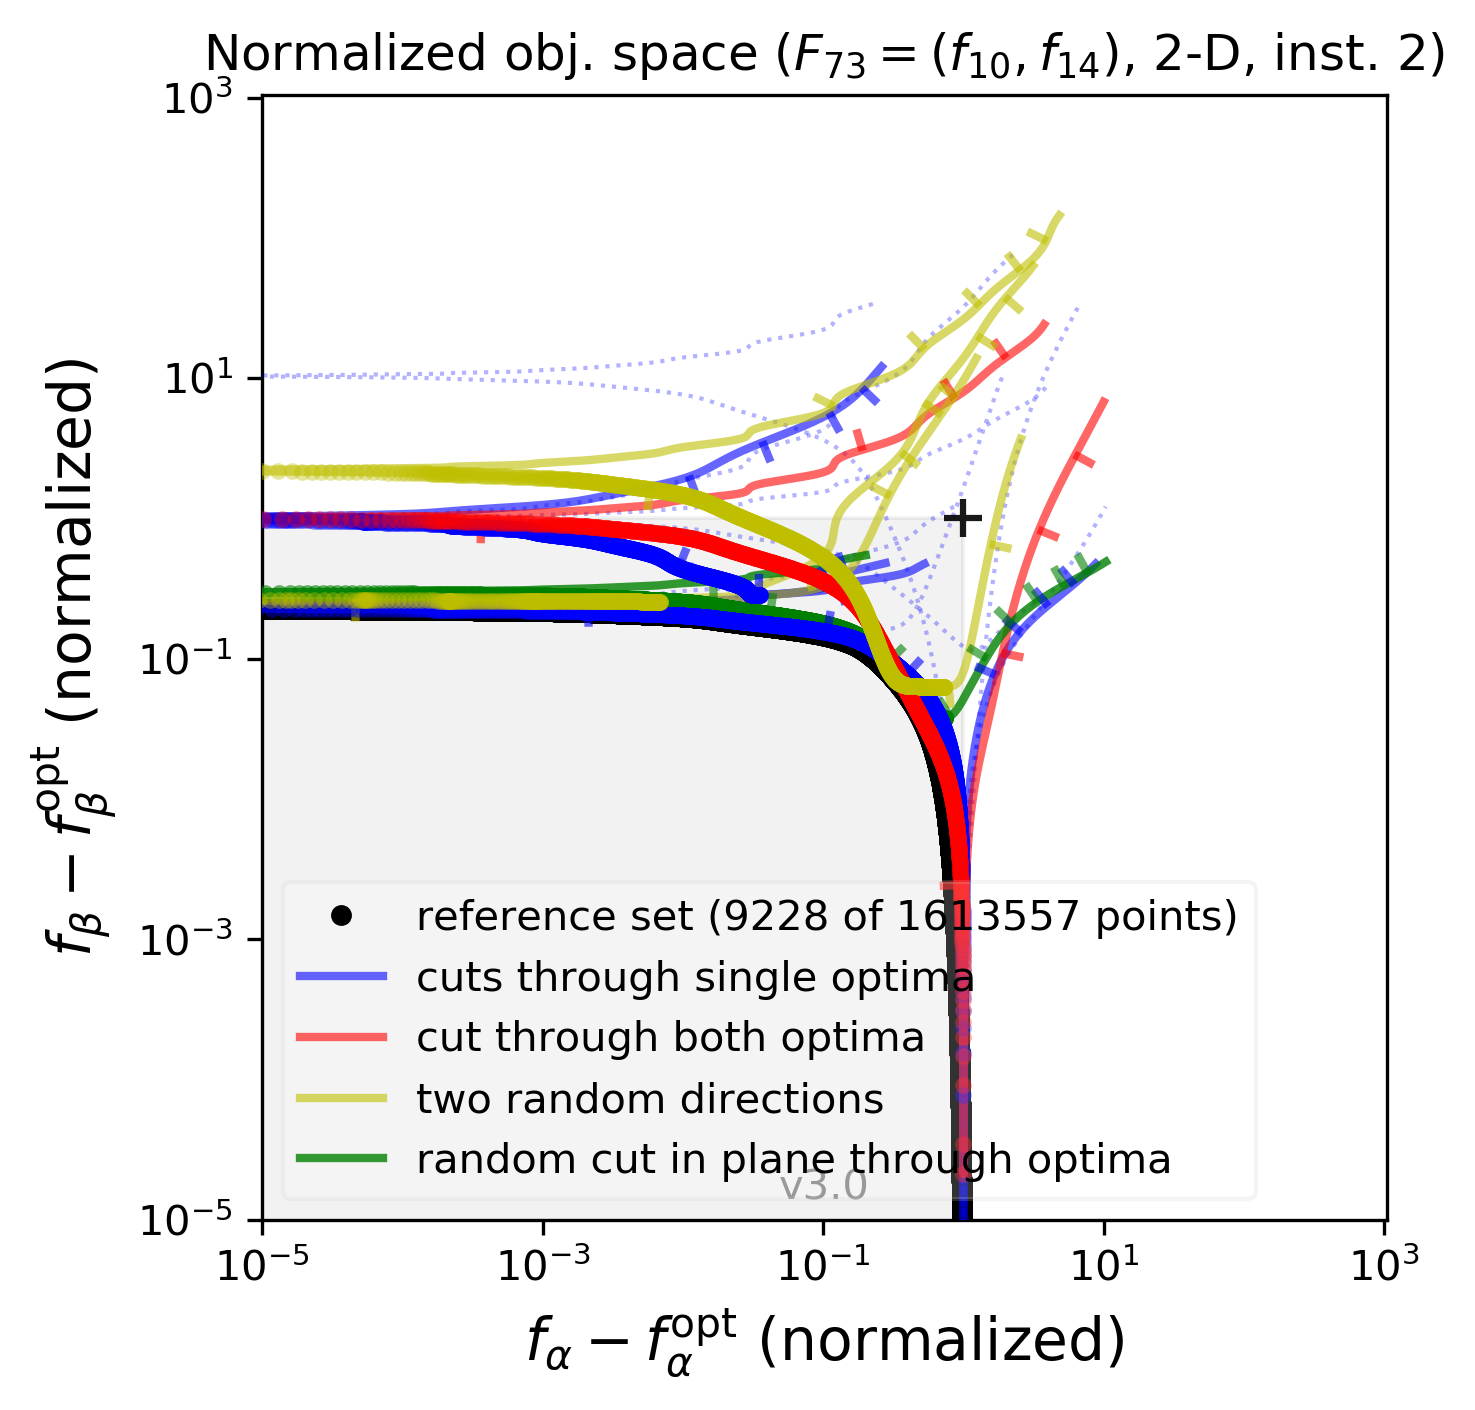 Normalized obj. space ($F_{73} = (f_{10}, f_{14})$, 2-D, inst. 2)
$10^{3}$
$10^{1}$
$10^{-1}$
$10^{-3}$
$10^{-5}$
$f_\beta - f_\beta^{\mathrm{opt}}$ (normalized)
reference set (9228 of 1613557 points)
cuts through single optima
cut through both optima
two random directions
random cut in plane through optima
v3.0
$10^{-5}$ $10^{-3}$ $10^{-1}$ $10^{1}$ $10^{3}$
$f_\alpha - f_\alpha^{\mathrm{opt}}$ (normalized)